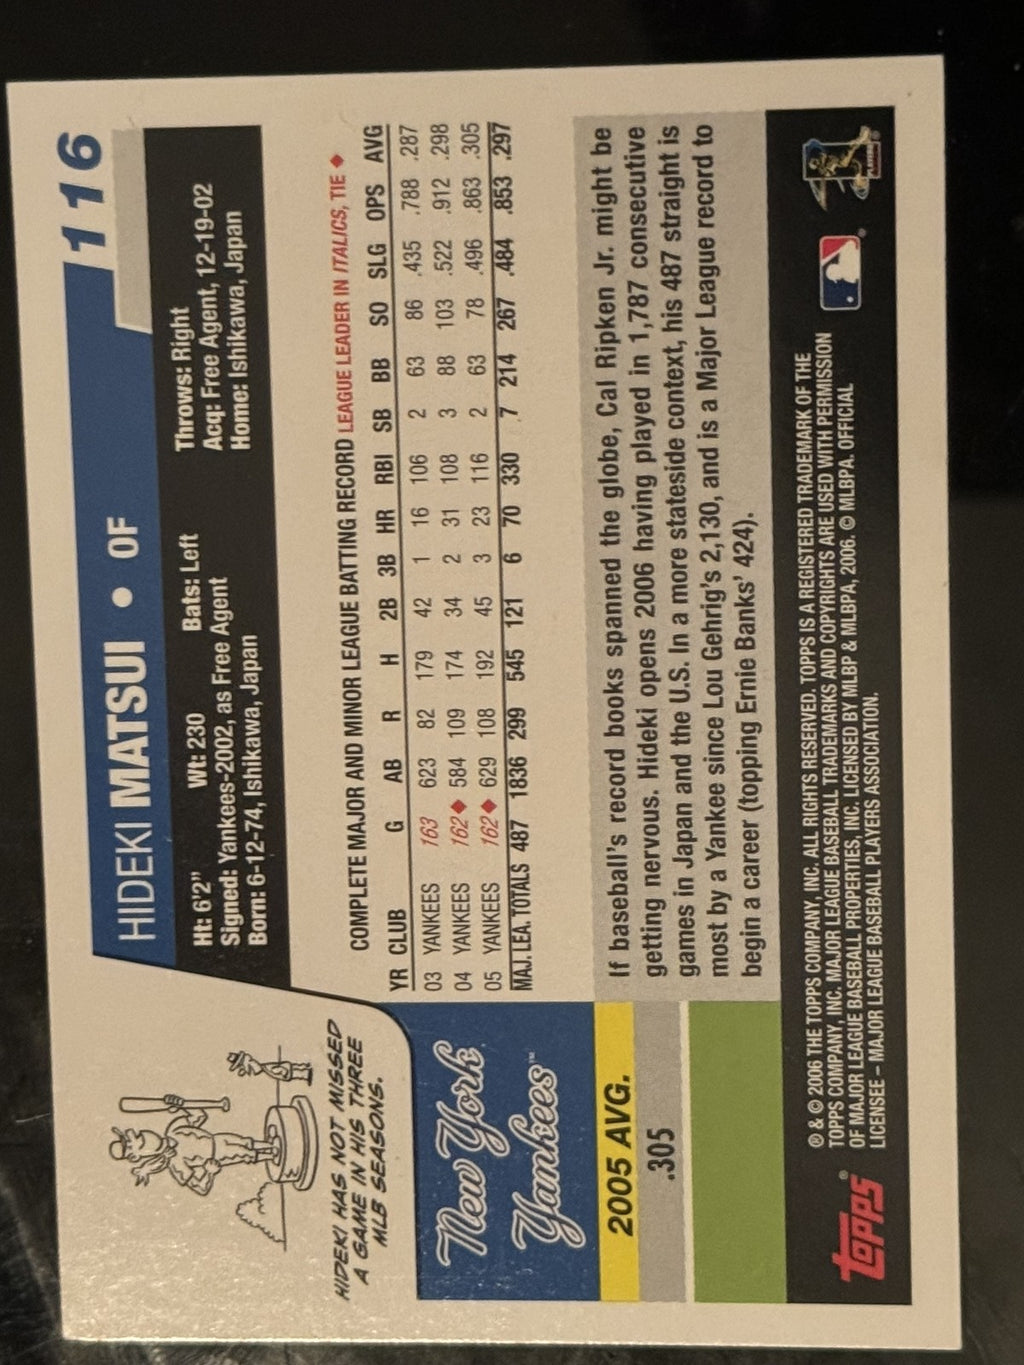 116
HIDEKI MATSUI • OF
Ht: 6'2" Wt: 230 Bats: Left Throws: Right
Signed: Yankees-2002, as Free Agent Acq: Free Agent, 12-19-02
Born: 6-12-74, Ishikawa, Japan Home: Ishikawa, Japan
HIDEKI HAS NOT MISSED
A GAME IN HIS THREE
MLB SEASONS.
COMPLETE MAJOR AND MINOR LEAGUE BATTING RECORD LEAGUE LEADER IN ITALICS, TIE ♦
YR CLUB G AB R H 2B 3B HR RBI SB BB SO SLG OPS AVG
03 YANKEES 163 623 82 179 42 1 16 106 2 63 86 .435 .788 .287
04 YANKEES 162♦ 584 109 174 34 2 31 108 3 88 103 .522 .912 .298
05 YANKEES 162♦ 629 108 192 45 3 23 116 2 63 78 .496 .863 .305
MAJ. LEA. TOTALS 487 1836 299 545 121 6 70 330 7 214 267 .484 .853 .297
New York
Yankees™
2005 AVG.
.305
If baseball's record books spanned the globe, Cal Ripken Jr. might be
getting nervous. Hideki opens 2006 having played in 1,787 consecutive
games in Japan and the U.S. In a more stateside context, his 487 straight is
most by a Yankee since Lou Gehrig's 2,130, and is a Major League record to
begin a career (topping Ernie Banks' 424).
topps®
® & © 2006 THE TOPPS COMPANY, INC. ALL RIGHTS RESERVED. TOPPS IS A REGISTERED TRADEMARK OF THE
TOPPS COMPANY, INC. MAJOR LEAGUE BASEBALL TRADEMARKS AND COPYRIGHTS ARE USED WITH PERMISSION
OF MAJOR LEAGUE BASEBALL PROPERTIES, INC. LICENSED BY MLBP & MLBPA, 2006. © MLBPA. OFFICIAL
LICENSEE – MAJOR LEAGUE BASEBALL PLAYERS ASSOCIATION.